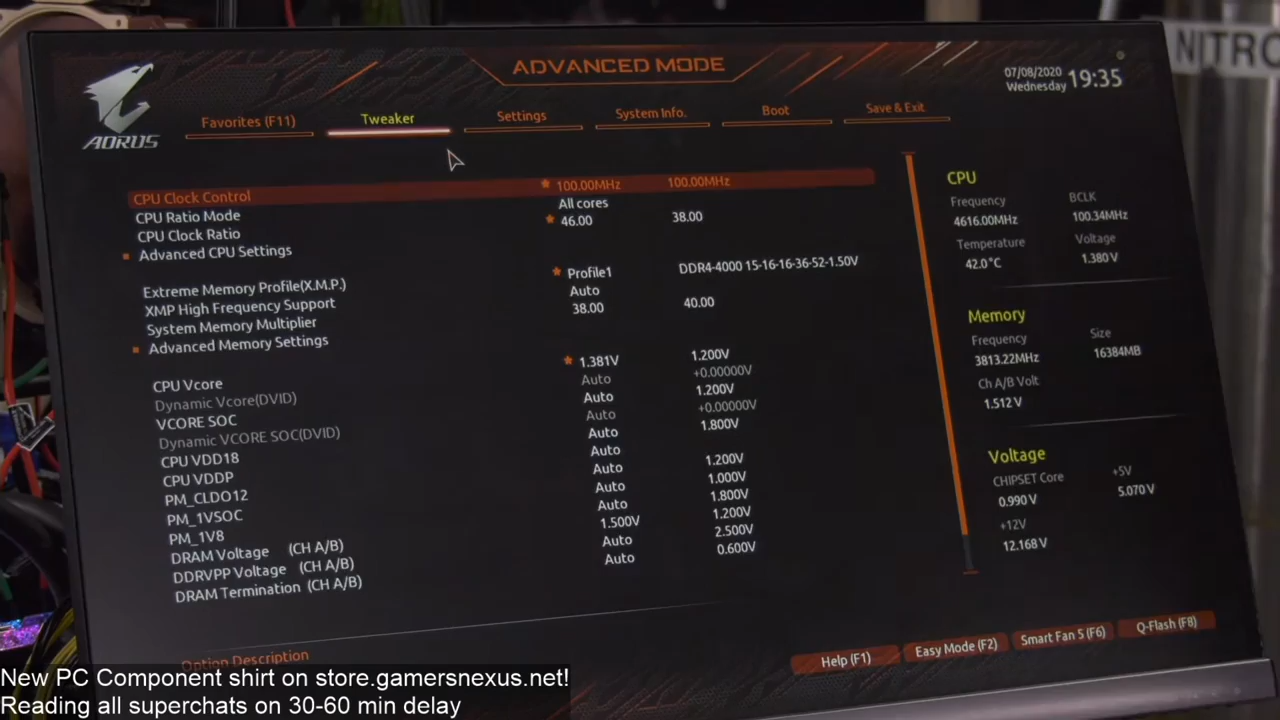 ADVANCED MODE
NITRO
07/08/2020
Wednesday 19:35
AORUS
Favorites (F11) Tweaker Settings System Info. Boot Save & Exit
CPU Clock Control 100.00MHz 100.00MHz
CPU Ratio Mode All cores
CPU Clock Ratio 46.00 38.00
Advanced CPU Settings
Extreme Memory Profile(X.M.P.) Profile1 DDR4-4000 15-16-16-36-52-1.50V
XMP High Frequency Support Auto
System Memory Multiplier 38.00 40.00
Advanced Memory Settings
CPU Vcore 1.381V 1.200V
Dynamic Vcore(DVID) Auto +0.00000V
VCORE SOC Auto 1.200V
Dynamic VCORE SOC(DVID) Auto +0.00000V
CPU VDD18 Auto 1.800V
CPU VDDP Auto
PM_CLDO12 Auto 1.200V
PM_1VSOC Auto 1.000V
PM_1V8 Auto 1.800V
DRAM Voltage (CH A/B) 1.500V 1.200V
DDRVPP Voltage (CH A/B) Auto 2.500V
DRAM Termination (CH A/B) Auto 0.600V
CPU
Frequency BCLK
4616.00MHz 100.34MHz
Temperature Voltage
42.0°C 1.380 V
Memory
Frequency Size
3813.22MHz 16384MB
Ch A/B Volt
1.512 V
Voltage
CHIPSET Core +5V
0.990 V 5.070 V
+12V
12.168 V
Option Description
Help (F1) Easy Mode (F2) Smart Fan 5 (F6) Q-Flash (F8)
New PC Component shirt on store.gamersnexus.net!
Reading all superchats on 30-60 min delay